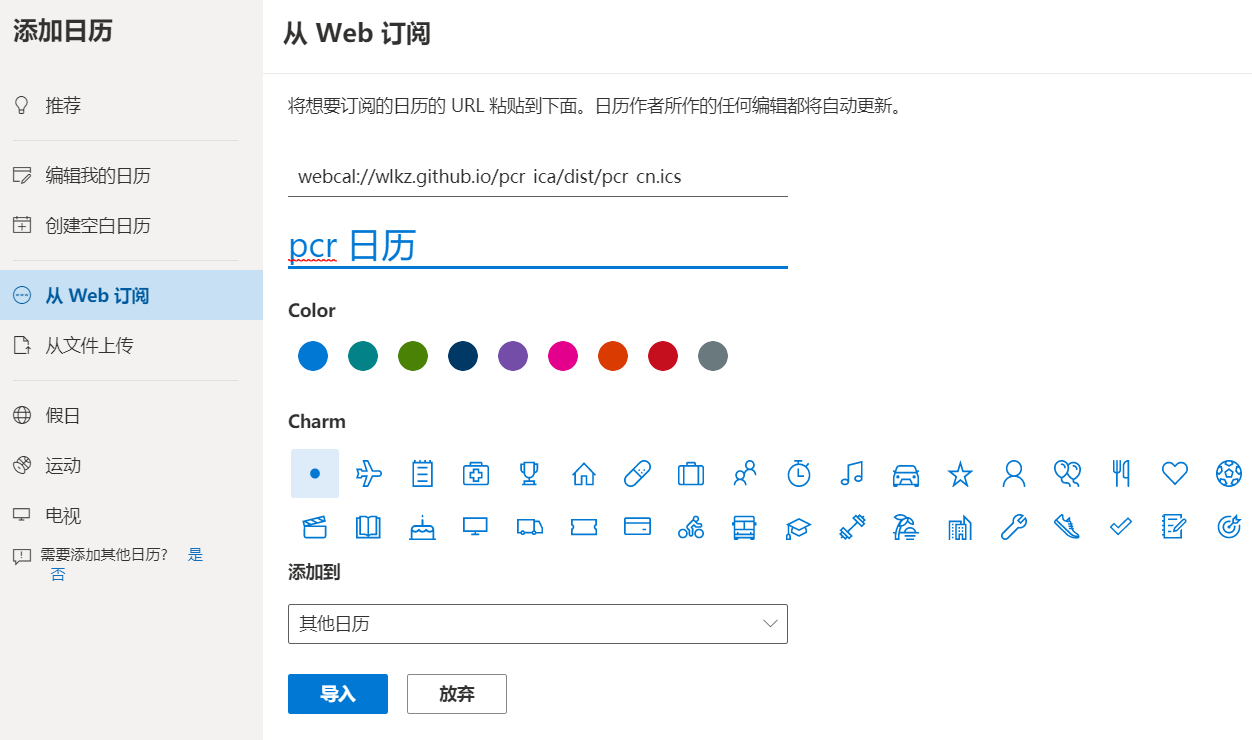 添加日历
推荐
编辑我的日历
创建空白日历
从 Web 订阅
从文件上传
假日
运动
电视
需要添加其他日历? 是
否
从 Web 订阅
将想要订阅的日历的 URL 粘贴到下面。日历作者所作的任何编辑都将自动更新。
webcal://wlkz.github.io/pcr_ica/dist/pcr_cn.ics
pcr 日历
Color
Charm
添加到
其他日历
导入 放弃